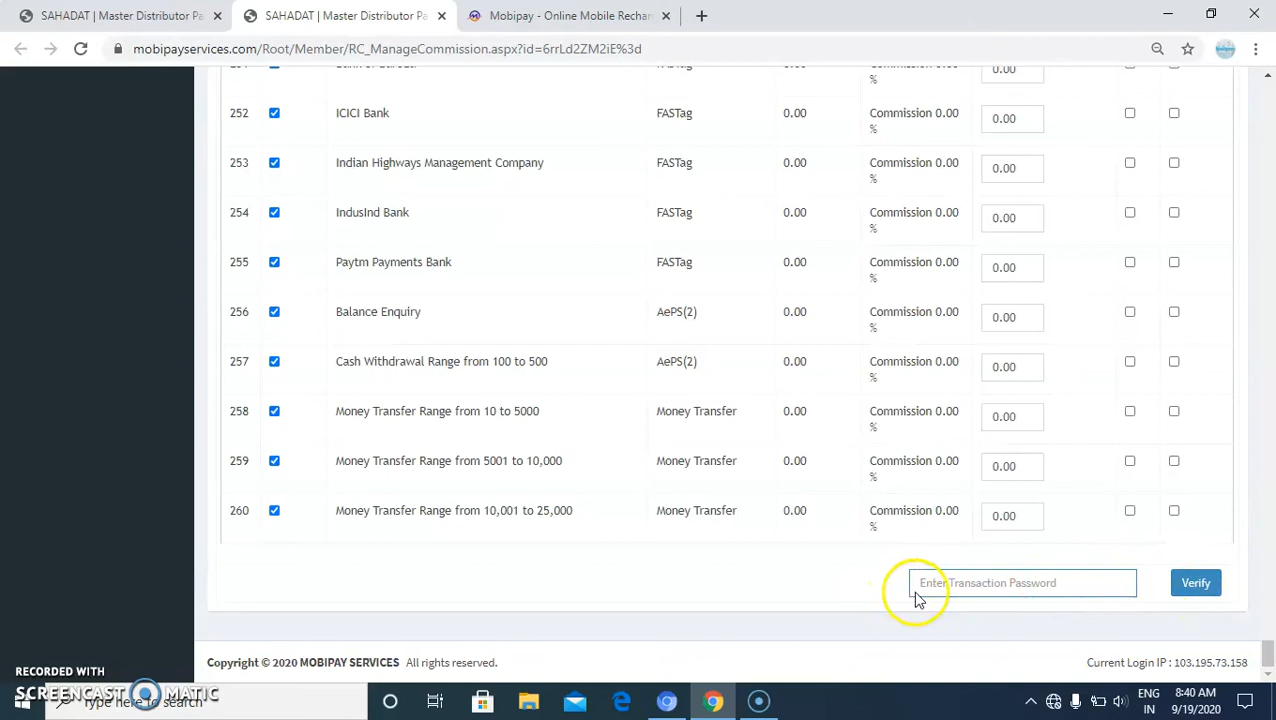 SAHADAT | Master Distributor Pa
SAHADAT | Master Distributor Pa
Mobipay - Online Mobile Rechar
mobipayservices.com/Root/Member/RC_ManageCommission.aspx?id=6rrLd2ZM2iE%3d
0.00
%
252 ICICI Bank FASTag 0.00 Commission 0.00 0.00
%
253 Indian Highways Management Company FASTag 0.00 Commission 0.00 0.00
%
254 IndusInd Bank FASTag 0.00 Commission 0.00 0.00
%
255 Paytm Payments Bank FASTag 0.00 Commission 0.00 0.00
%
256 Balance Enquiry AePS(2) 0.00 Commission 0.00 0.00
%
257 Cash Withdrawal Range from 100 to 500 AePS(2) 0.00 Commission 0.00 0.00
%
258 Money Transfer Range from 10 to 5000 Money Transfer 0.00 Commission 0.00 0.00
%
259 Money Transfer Range from 5001 to 10,000 Money Transfer 0.00 Commission 0.00 0.00
%
260 Money Transfer Range from 10,001 to 25,000 Money Transfer 0.00 Commission 0.00 0.00
%
Enter Transaction Password Verify
Copyright © 2020 MOBIPAY SERVICES All rights reserved. Current Login IP : 103.195.73.158
RECORDED WITH
SCREENCAST MATIC
Type here to search
ENG 8:40 AM
IN 9/19/2020